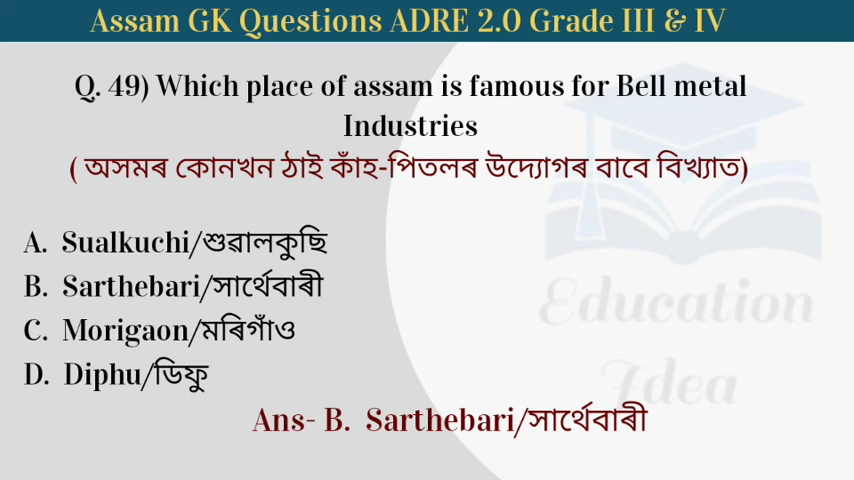 Assam GK Questions ADRE 2.0 Grade III & IV
Q. 49) Which place of assam is famous for Bell metal
Industries
( অসমৰ কোনখন ঠাই কাঁহ-পিতলৰ উদ্যোগৰ বাবে বিখ্যাত)
A. Sualkuchi/শুৱালকুছি
B. Sarthebari/সাৰ্থেবাৰী
C. Morigaon/মৰিগাঁও
D. Diphu/ডিফু
Ans- B. Sarthebari/সাৰ্থেবাৰী
Education
Idea